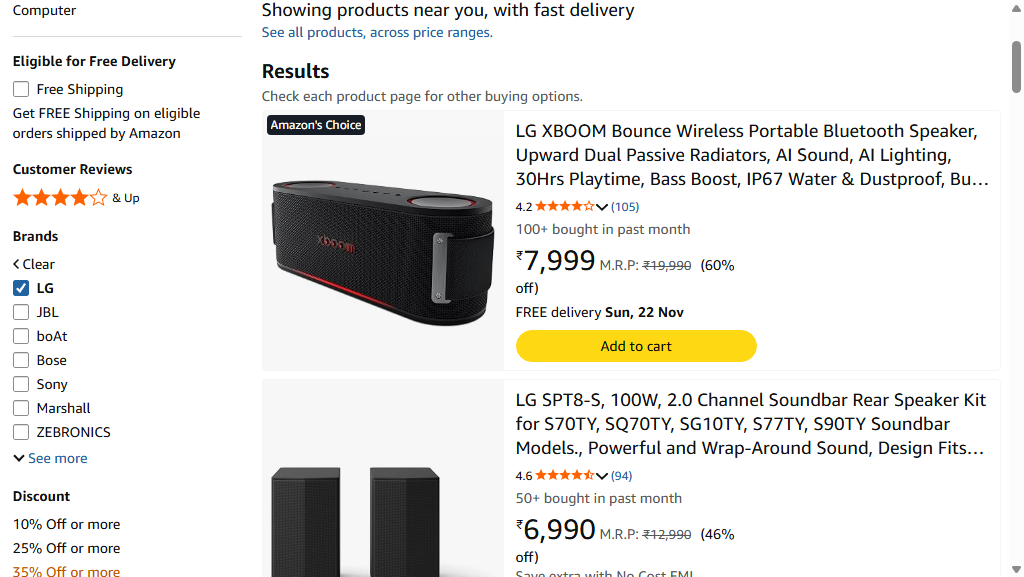 Computer
Eligible for Free Delivery
Free Shipping
Get FREE Shipping on eligible
orders shipped by Amazon
Customer Reviews
& Up
Brands
Clear
LG
JBL
boAt
Bose
Sony
Marshall
ZEBRONICS
See more
Discount
10% Off or more
25% Off or more
35% Off or more
Showing products near you, with fast delivery
See all products, across price ranges.
Results
Check each product page for other buying options.
Amazon's Choice
xboom
LG XBOOM Bounce Wireless Portable Bluetooth Speaker,
Upward Dual Passive Radiators, AI Sound, AI Lighting,
30Hrs Playtime, Bass Boost, IP67 Water & Dustproof, Bu...
4.2 (105)
100+ bought in past month
₹7,999 M.R.P: ₹19,990 (60%
off)
FREE delivery Sun, 22 Nov
Add to cart
LG SPT8-S, 100W, 2.0 Channel Soundbar Rear Speaker Kit
for S70TY, SQ70TY, SG10TY, S77TY, S90TY Soundbar
Models., Powerful and Wrap-Around Sound, Design Fits...
4.6 (94)
50+ bought in past month
₹6,990 M.R.P: ₹12,990 (46%
off)
Save extra with No Cost EMI